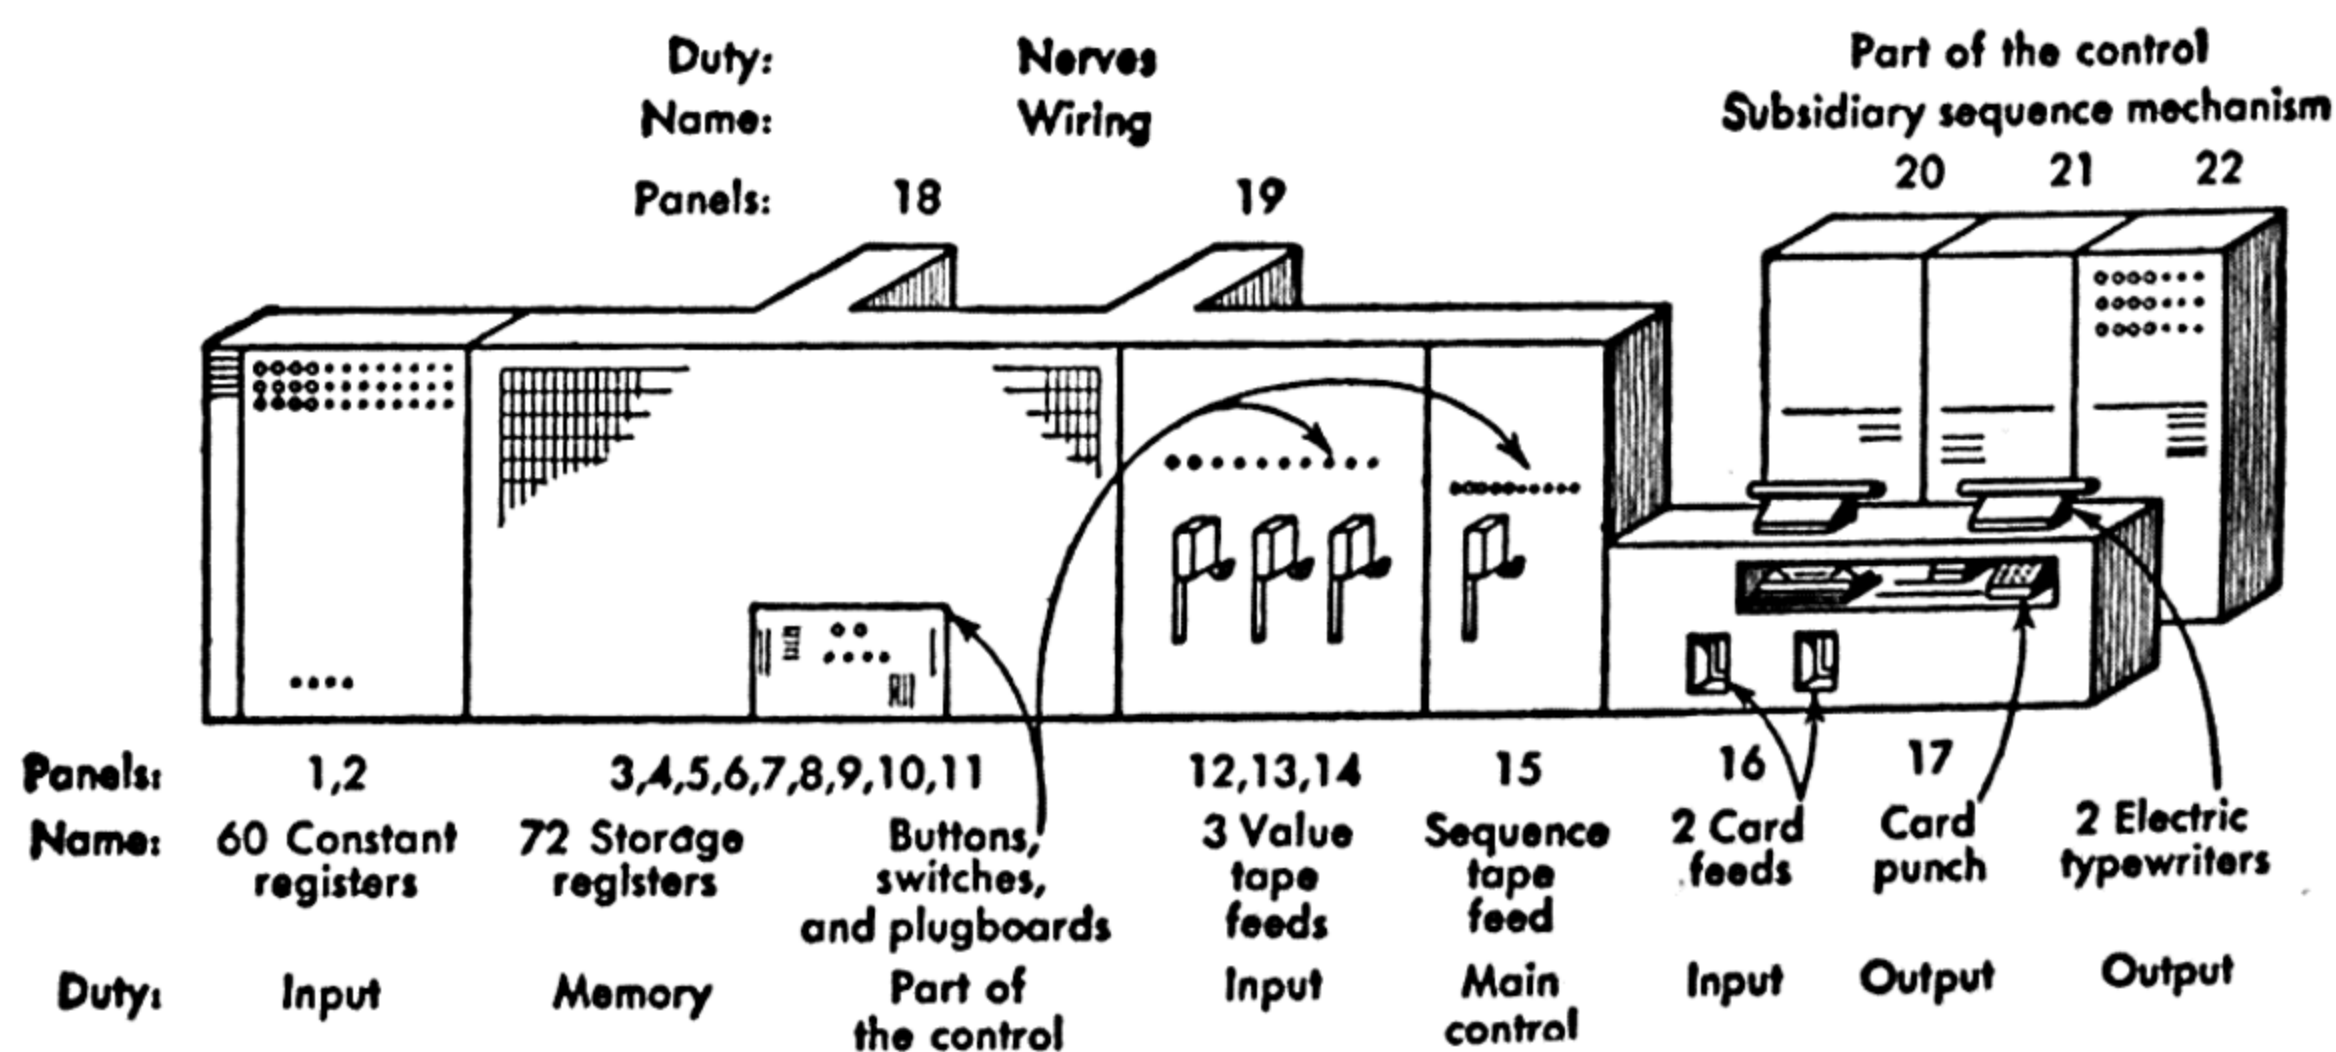 Duty: Nerves
Name: Wiring
Panels: 18 19
Part of the control
Subsidiary sequence mechanism
20 21 22
Panels: 1,2 3,4,5,6,7,8,9,10,11 12,13,14 15 16 17
Name: 60 Constant registers
72 Storage registers
Buttons, switches, and plugboards
3 Value tape feeds
Sequence tape feed
2 Card feeds
Card punch
2 Electric typewriters
Duty: Input Memory Part of the control Input Main control Input Output Output